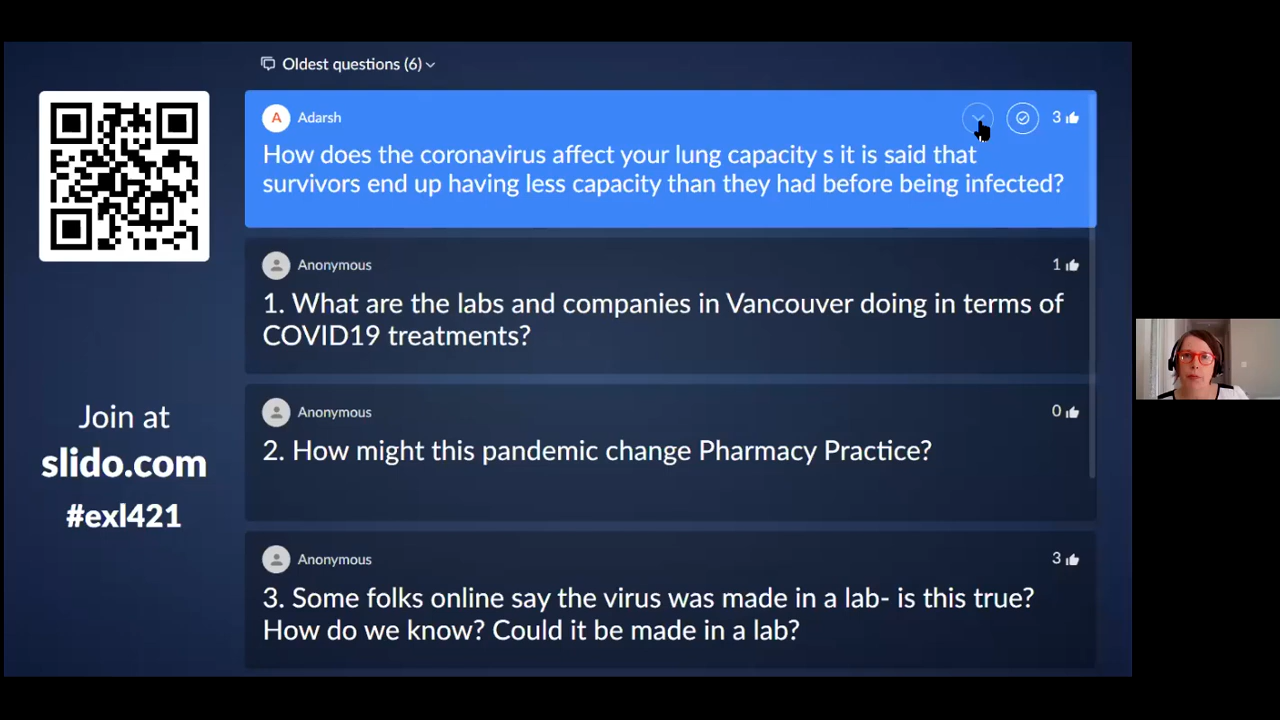 Oldest questions (6)
A Adarsh 3
How does the coronavirus affect your lung capacity s it is said that
survivors end up having less capacity than they had before being infected?
Anonymous 1
1. What are the labs and companies in Vancouver doing in terms of
COVID19 treatments?
Anonymous 0
2. How might this pandemic change Pharmacy Practice?
Anonymous 3
3. Some folks online say the virus was made in a lab- is this true?
How do we know? Could it be made in a lab?
Join at
slido.com
#exl421